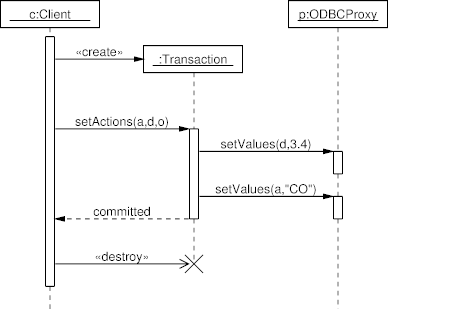 c:Client
p:ODBCProxy
«create»
:Transaction
setActions(a,d,o)
setValues(d,3.4)
setValues(a,"CO")
committed
«destroy»